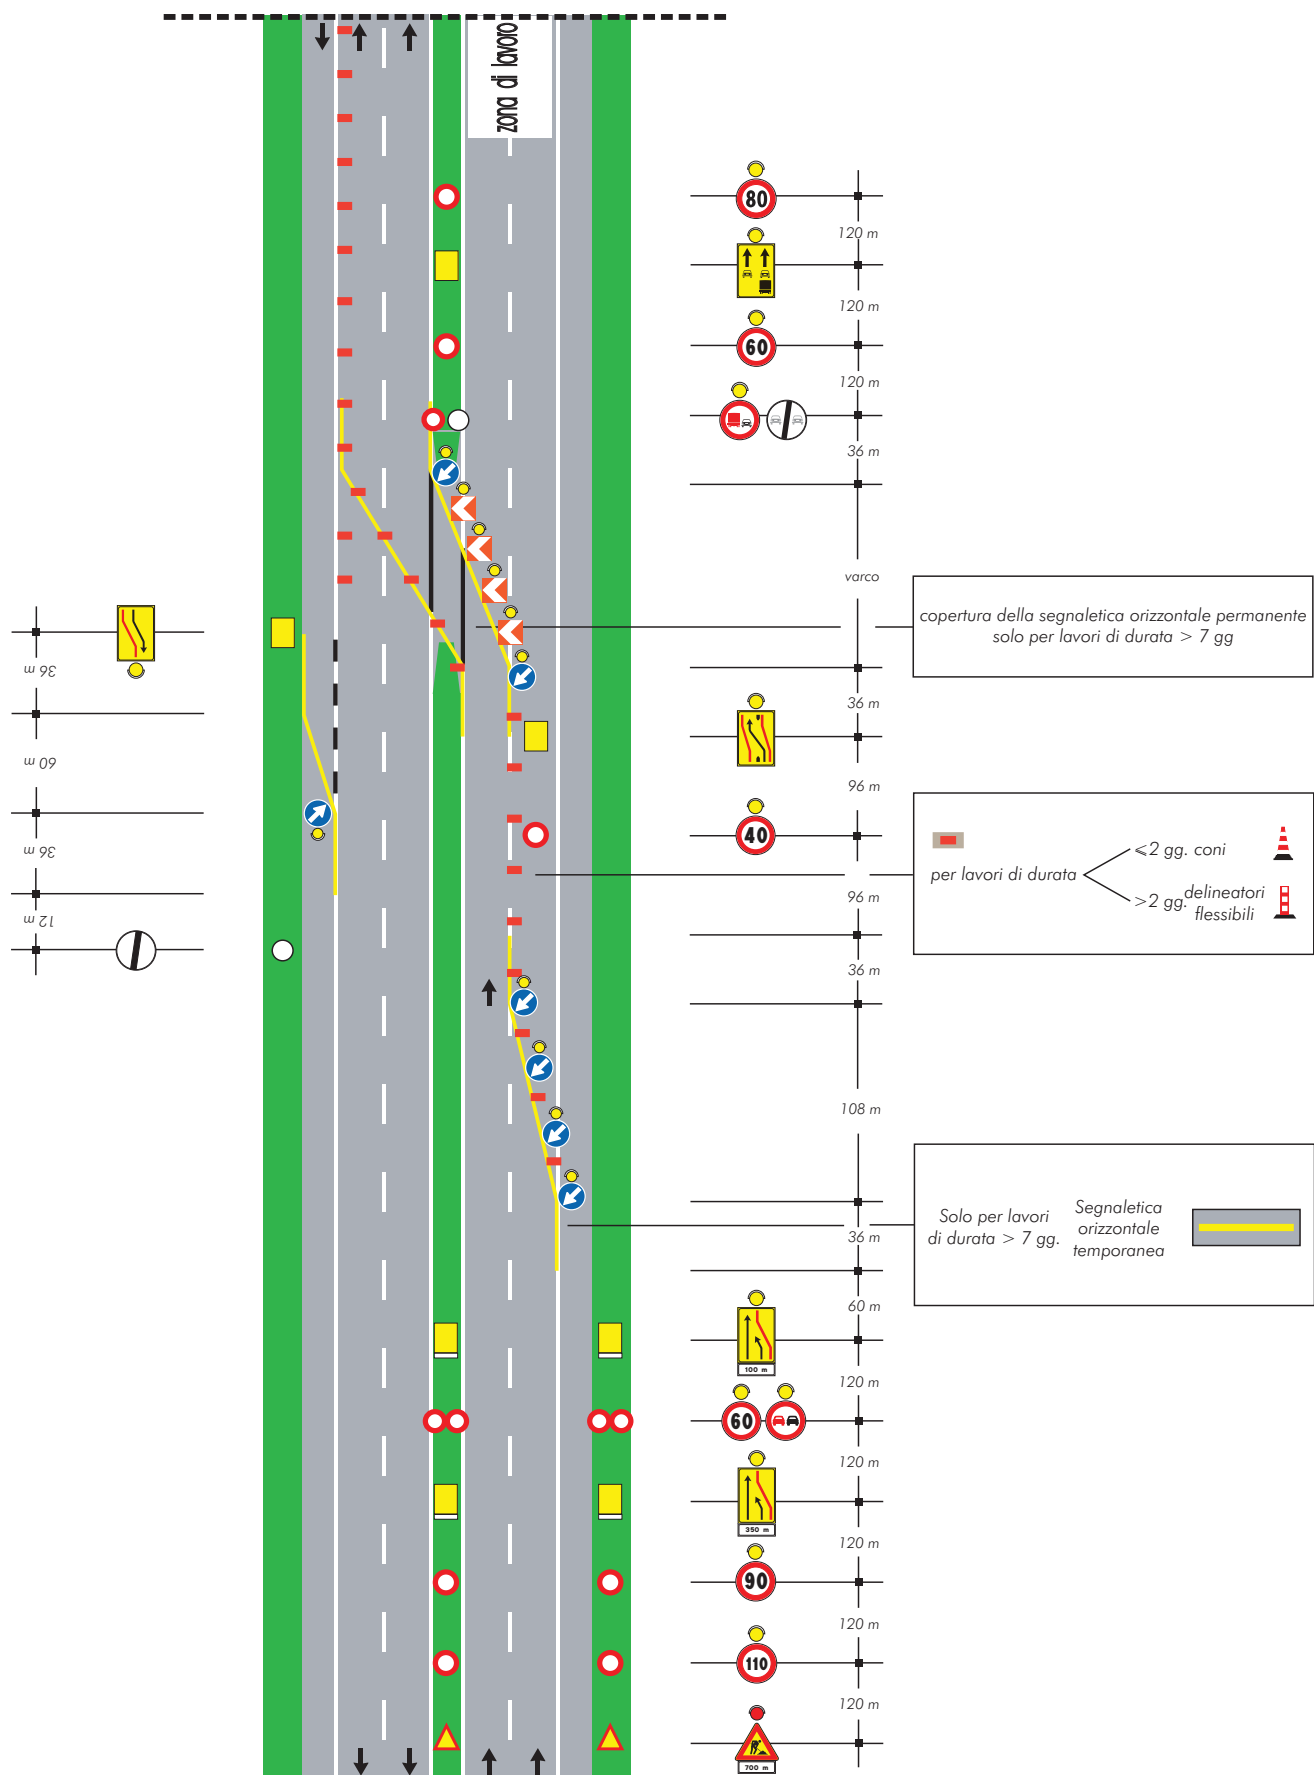 zona di lavoro
80
120 m
120 m
60
120 m
36 m
varco
copertura della segnaletica orizzontale permanente
solo per lavori di durata > 7 gg
36 m
36 m
60 m
96 m
40
36 m
12 m
per lavori di durata
⩽2 gg. coni
>2 gg. delineatori
flessibili
96 m
36 m
108 m
Solo per lavori
di durata > 7 gg.
Segnaletica
orizzontale
temporanea
36 m
60 m
100 m
120 m
60
120 m
350 m
120 m
90
120 m
110
120 m
700 m